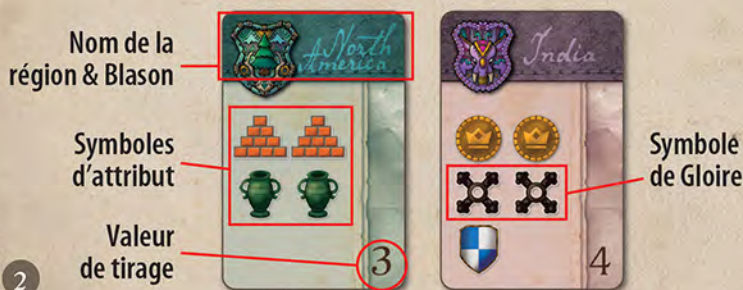 Nom de la
région & Blason
North
America
India
Symboles
d'attribut
Symbole
de Gloire
Valeur
de tirage
3
4
2